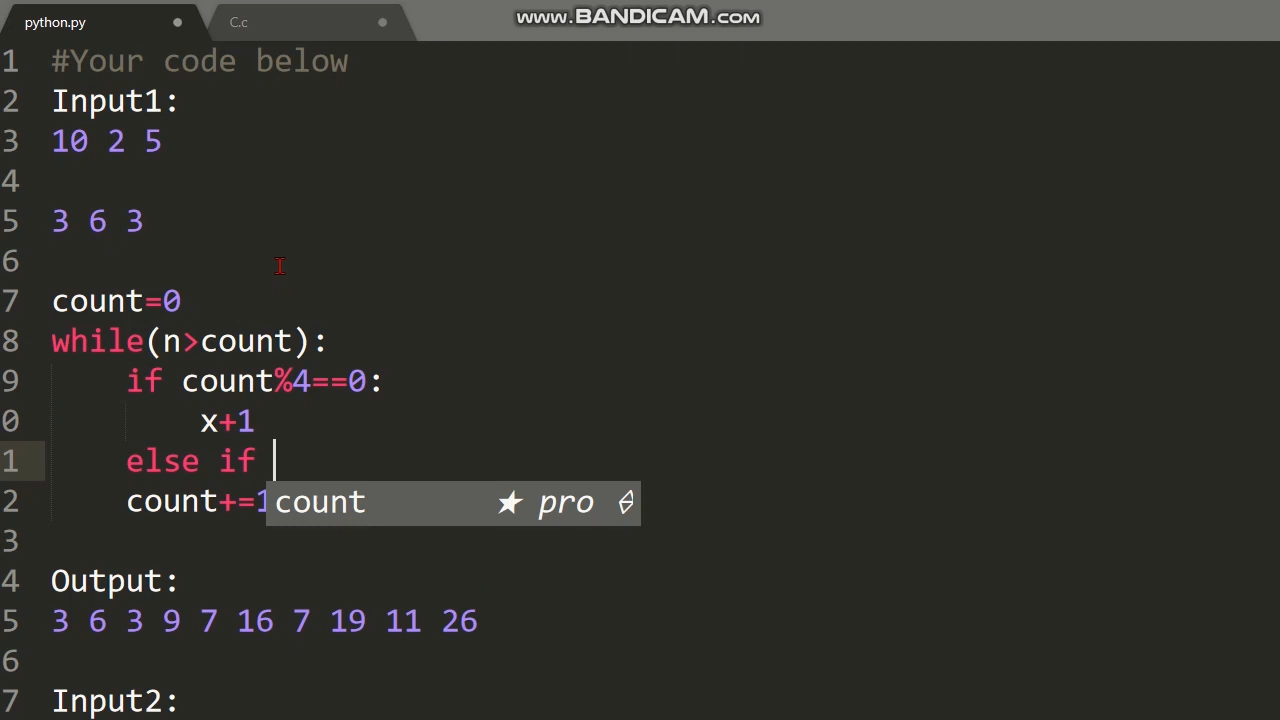 www.BANDICAM.com
python.py
C.c
1 #Your code below
2 Input1:
3 10 2 5
4
5 3 6 3
6
7 count=0
8 while(n>count):
9 if count%4==0:
0 x+1
1 else if
2 count+=1
count ★ pro
3
4 Output:
5 3 6 3 9 7 16 7 19 11 26
6
7 Input2: